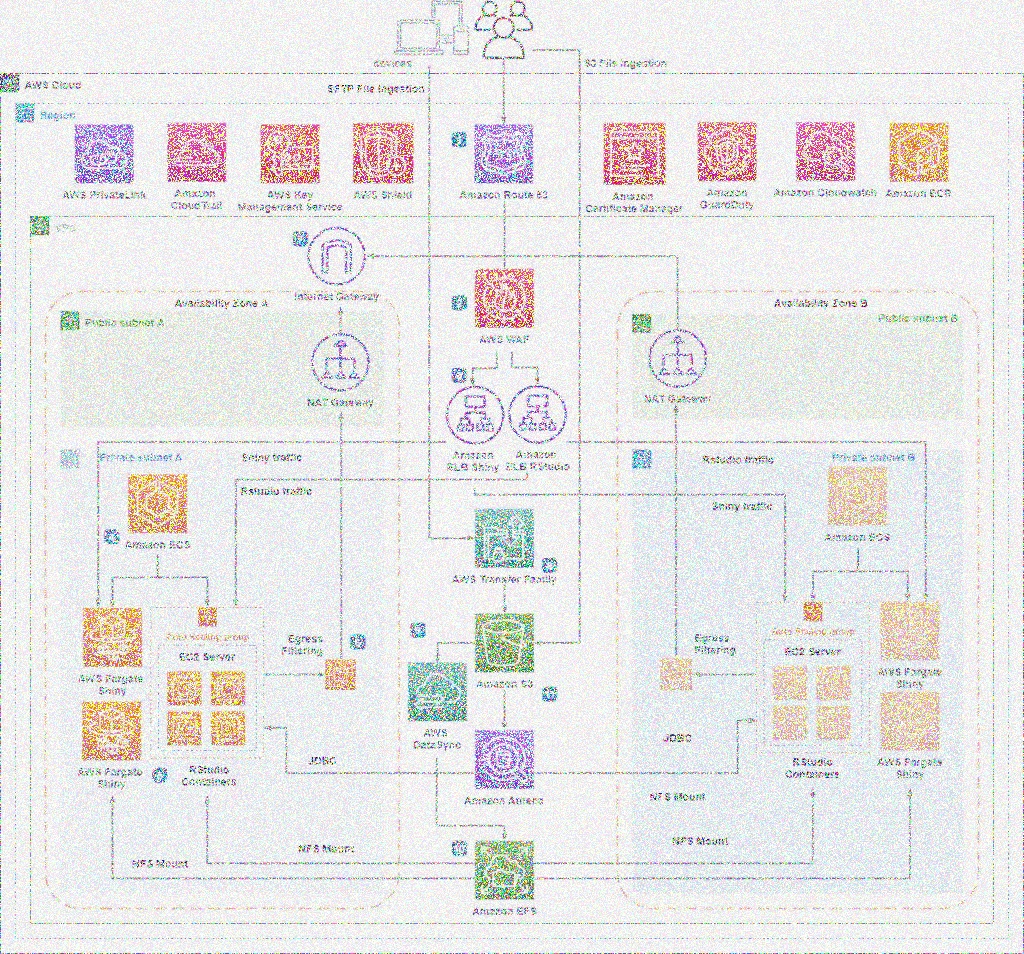 devices
S3 File Ingestion
AWS Cloud
SFTP File Ingestion
Region
AWS PrivateLink
Amazon
CloudTrail
AWS Key
Management Service
AWS Shield
Amazon Route 53
Amazon
Certificate Manager
Amazon
GuardDuty
Amazon Cloudwatch
Amazon ECR
VPC
Internet Gateway
Availability Zone A
Availability Zone B
Public subnet A
Public subnet B
AWS WAF
NAT Gateway
NAT Gateway
Amazon
ELB Shiny
Amazon
ELB RStudio
Private subnet A
Shiny traffic
Rstudio traffic
Private subnet B
Rstudio traffic
Shiny traffic
Amazon ECS
Amazon ECS
AWS Transfer Family
Auto Scaling group
Auto Scaling group
EC2 Server
EC2 Server
Egress
Filtering
Egress
Filtering
AWS Fargate
Shiny
Amazon S3
AWS Fargate
Shiny
AWS
DataSync
JDBC
JDBC
AWS Fargate
Shiny
RStudio
Containers
RStudio
Containers
AWS Fargate
Shiny
Amazon Athena
NFS Mount
NFS Mount
NFS Mount
NFS Mount
Amazon EFS